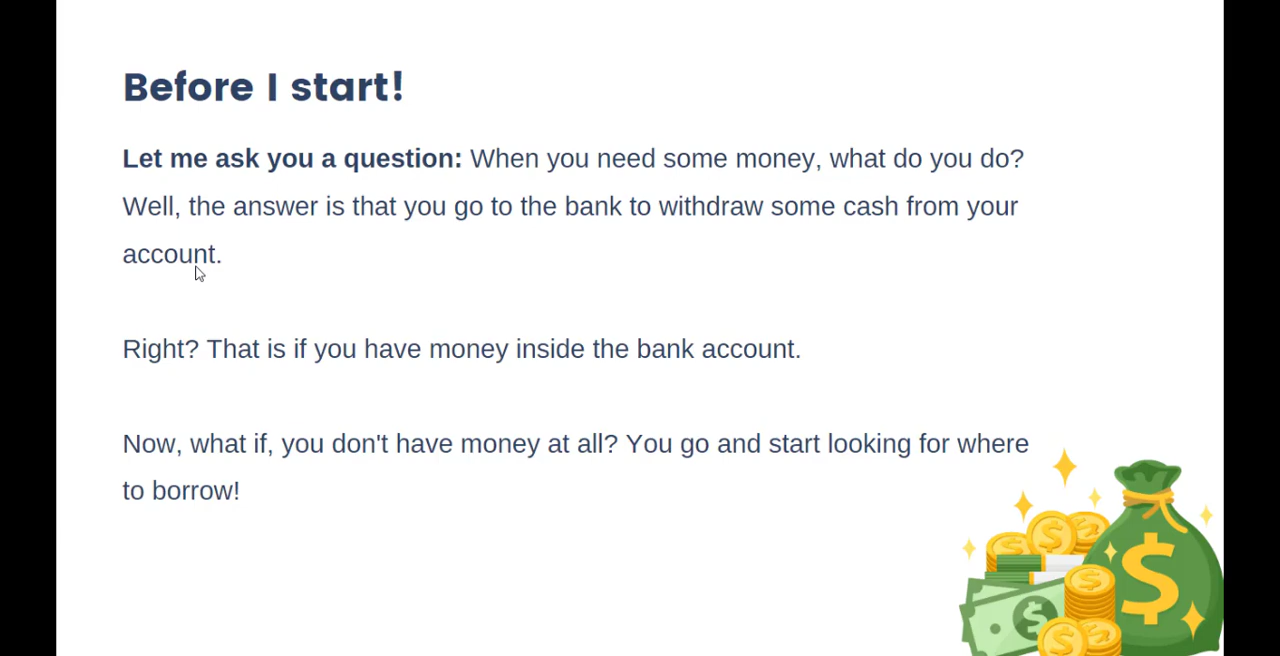 Before I start!
Let me ask you a question: When you need some money, what do you do?
Well, the answer is that you go to the bank to withdraw some cash from your
account.
Right? That is if you have money inside the bank account.
Now, what if, you don't have money at all? You go and start looking for where
to borrow!
$